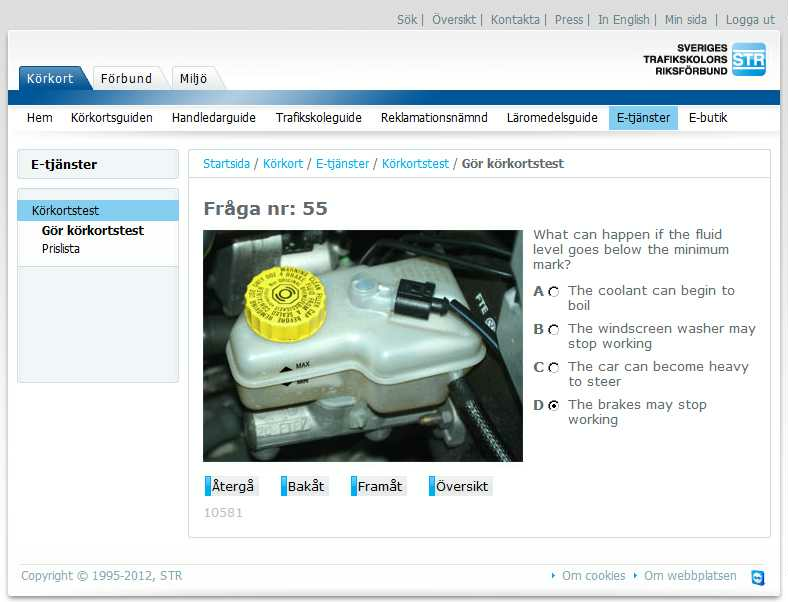 Sök | Översikt | Kontakta | Press | In English | Min sida | Logga ut
SVERIGES
TRAFIKSKOLORS
RIKSFÖRBUND
STR
Körkort Förbund Miljö
Hem Körkortsguiden Handledarguide Trafikskoleguide Reklamationsnämnd Läromedelsguide E-tjänster E-butik
E-tjänster
Körkortstest
Gör körkortstest
Prislista
Startsida / Körkort / E-tjänster / Körkortstest / Gör körkortstest
Fråga nr: 55
MAX
MIN
FTE
What can happen if the fluid
level goes below the minimum
mark?
A The coolant can begin to
boil
B The windscreen washer may
stop working
C The car can become heavy
to steer
D The brakes may stop
working
Återgå Bakåt Framåt Översikt
10581
Copyright © 1995-2012, STR
Om cookies Om webbplatsen